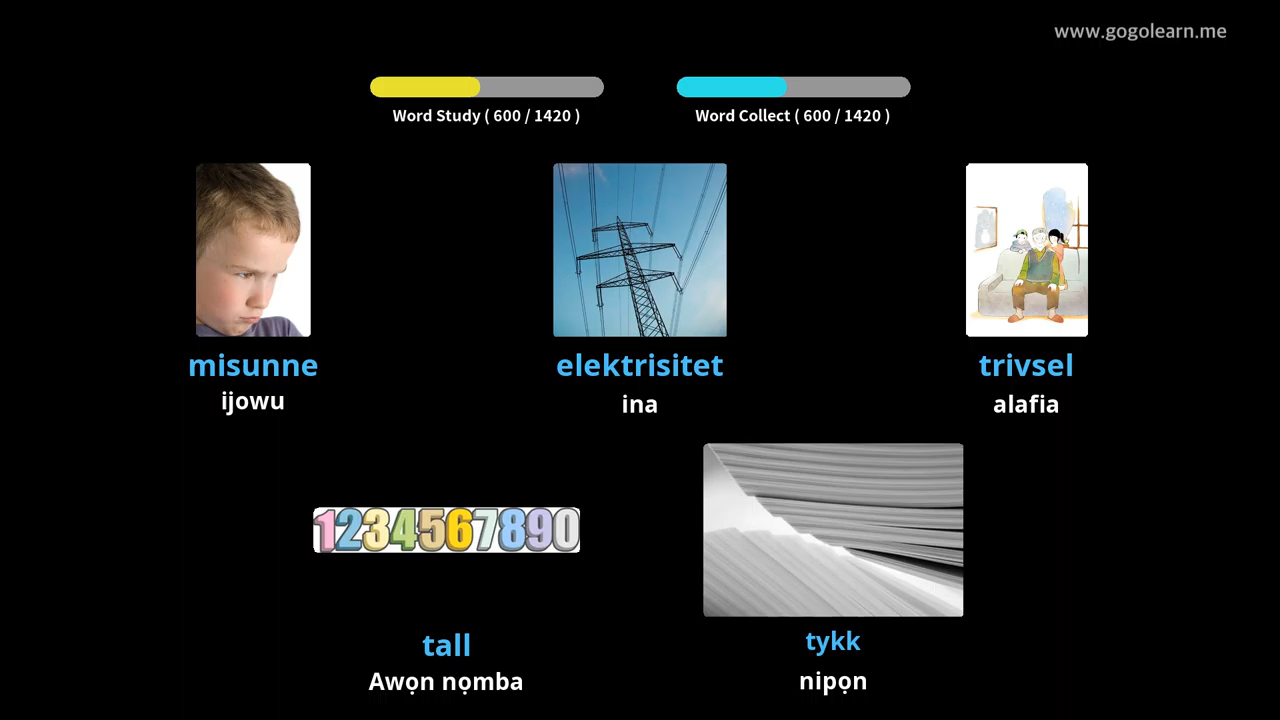 www.gogolearn.me
Word Study ( 600 / 1420 )
Word Collect ( 600 / 1420 )
misunne
ijowu
elektrisitet
ina
trivsel
alafia
1234567890
tall
Awọn nọmba
tykk
nipọn